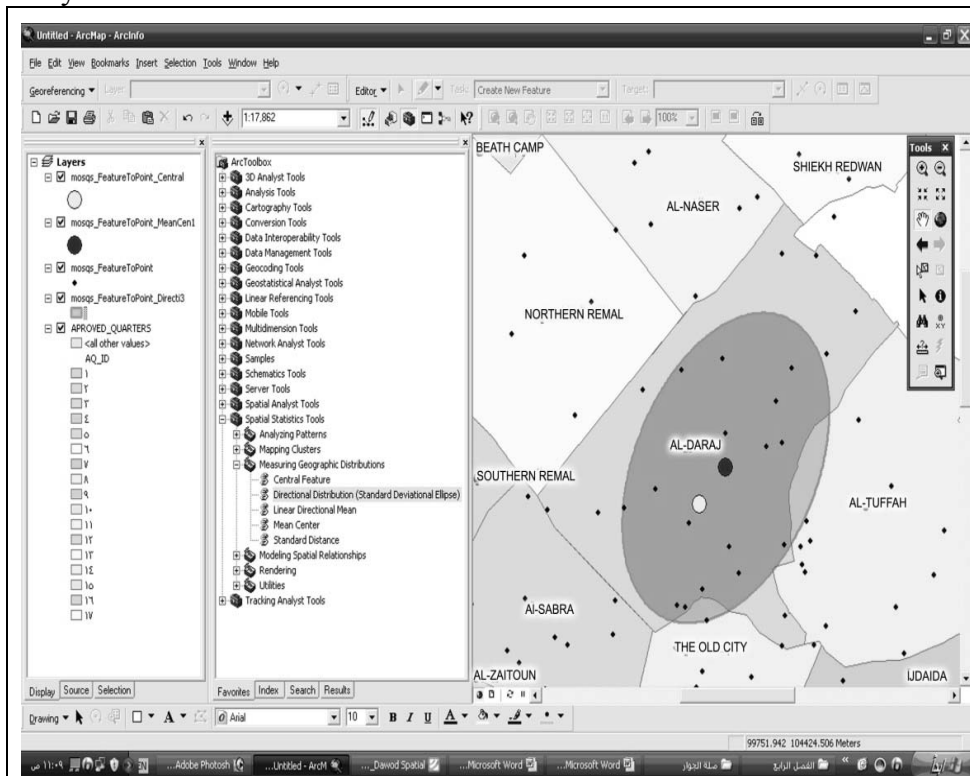 Untitled - ArcMap - ArcInfo
File Edit View Bookmarks Insert Selection Tools Window Help
Georeferencing Layer: Editor Task: Create New Feature Target:
1:17,862 100%
Layers
mosqs_FeatureToPoint_Central
mosqs_FeatureToPoint_MeanCen1
mosqs_FeatureToPoint
mosqs_FeatureToPoint_Directi3
APROVED_QUARTERS
<all other values>
AQ_ID
١
٢
٣
٤
٥
٦
٧
٨
٩
١٠
١١
١٢
١٣
١٤
١٥
١٦
١٧
Display Source Selection
ArcToolbox
3D Analyst Tools
Analysis Tools
Cartography Tools
Conversion Tools
Data Interoperability Tools
Data Management Tools
Geocoding Tools
Geostatistical Analyst Tools
Linear Referencing Tools
Mobile Tools
Multidimension Tools
Network Analyst Tools
Samples
Schematics Tools
Server Tools
Spatial Analyst Tools
Spatial Statistics Tools
Analyzing Patterns
Mapping Clusters
Measuring Geographic Distributions
Central Feature
Directional Distribution (Standard Deviational Ellipse)
Linear Directional Mean
Mean Center
Standard Distance
Modeling Spatial Relationships
Rendering
Utilities
Tracking Analyst Tools
Favorites Index Search Results
BEATH CAMP
SHIEKH REDWAN
AL-NASER
NORTHERN REMAL
AL-DARAJ
SOUTHERN REMAL
AL-TUFFAH
Al-SABRA
THE OLD CITY
AL-ZAITOUN
IJDAIDA
Tools
Drawing Arial 10 B I U A
99751.942 104424.506 Meters
١١:٠٩ ص
EN
...Adobe Photosh
...Untitled - ArcM
..._Dawod Spatial
...Microsoft Word
...Microsoft Word
صلة الجوار
الفصل الرابع